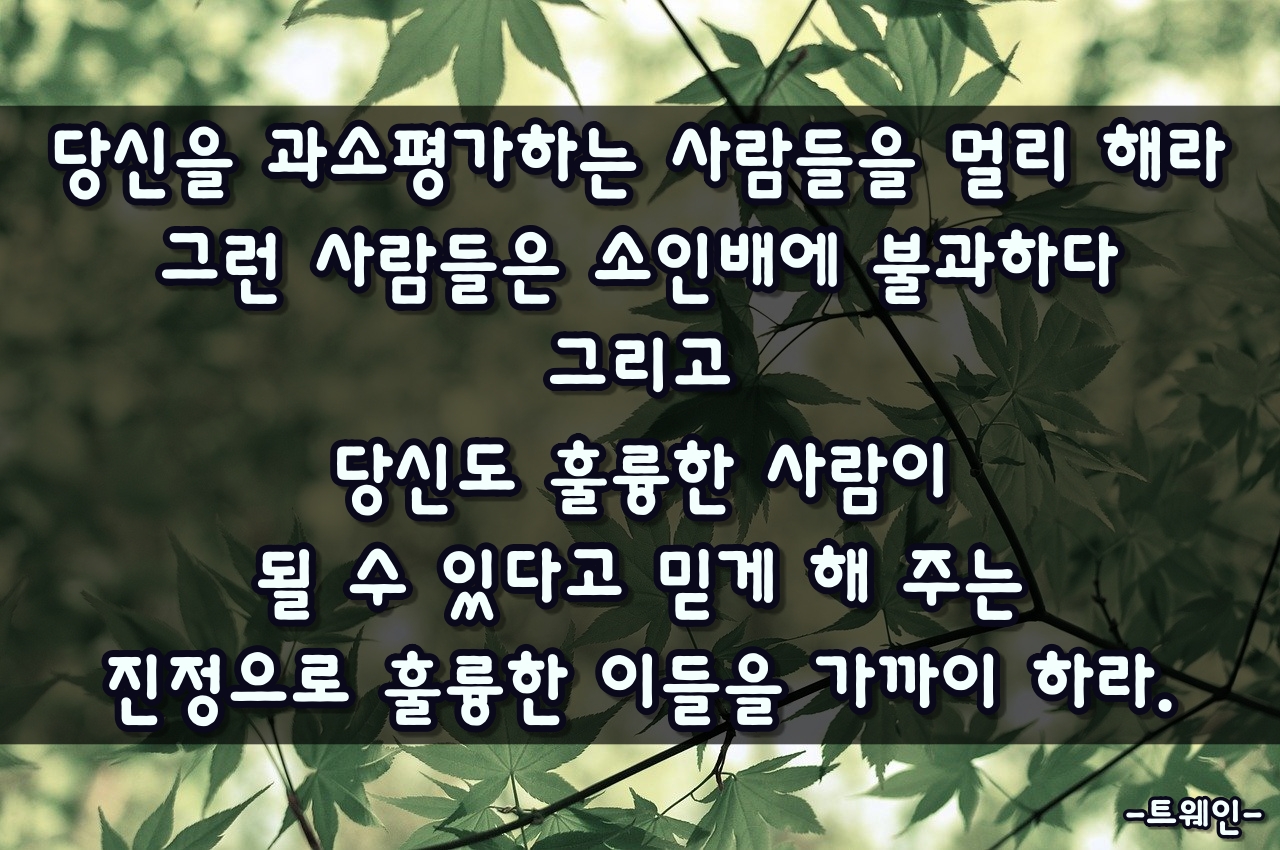 당신을 과소평가하는 사람들을 멀리 해라
그런 사람들은 소인배에 불과하다
그리고
당신도 훌륭한 사람이
될 수 있다고 믿게 해 주는
진정으로 훌륭한 이들을 가까이 하라.
-트웨인-